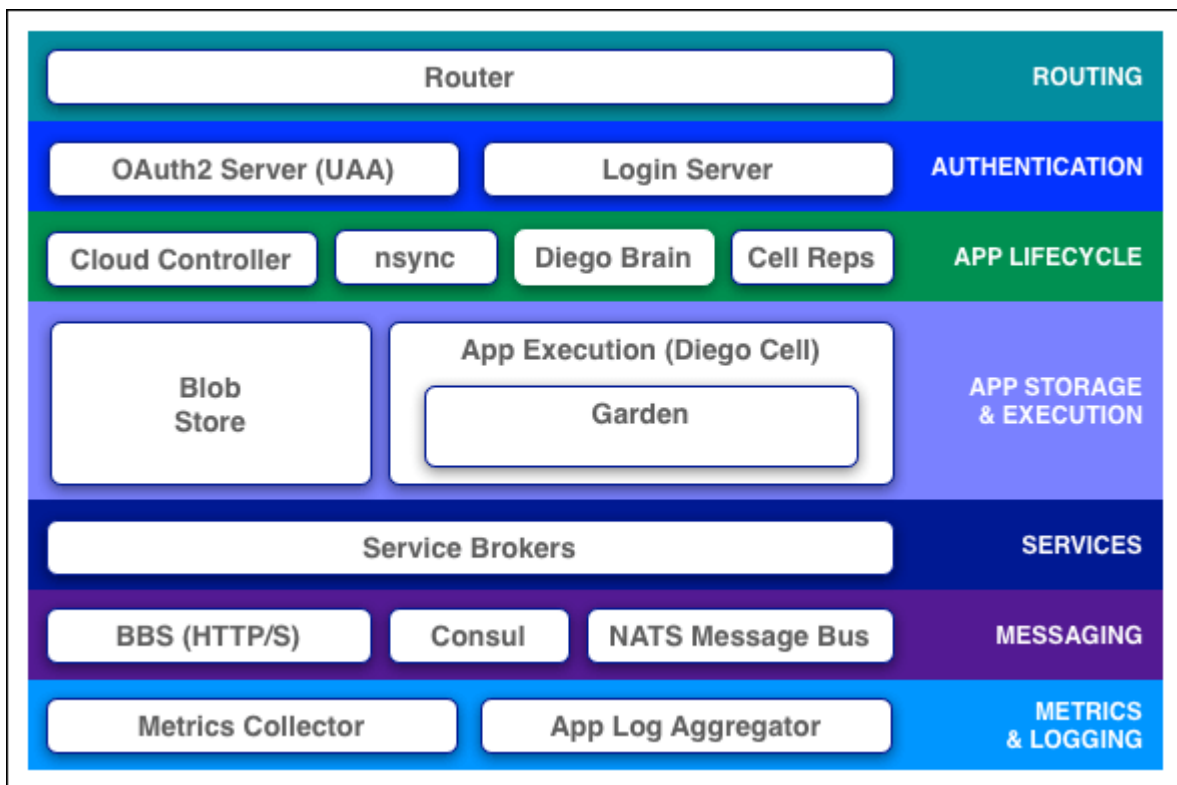 Router
ROUTING
OAuth2 Server (UAA)
Login Server
AUTHENTICATION
Cloud Controller
nsync
Diego Brain
Cell Reps
APP LIFECYCLE
Blob
Store
App Execution (Diego Cell)
Garden
APP STORAGE
& EXECUTION
Service Brokers
SERVICES
BBS (HTTP/S)
Consul
NATS Message Bus
MESSAGING
Metrics Collector
App Log Aggregator
METRICS
& LOGGING